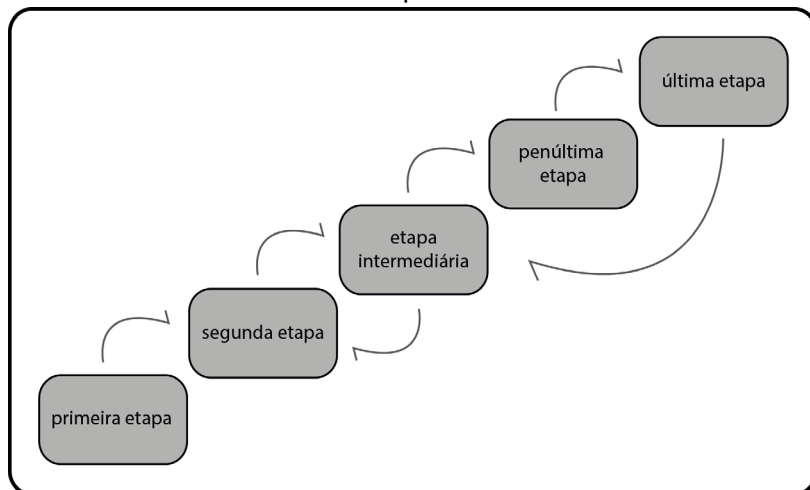 última etapa
penúltima
etapa
etapa
intermediária
segunda etapa
primeira etapa